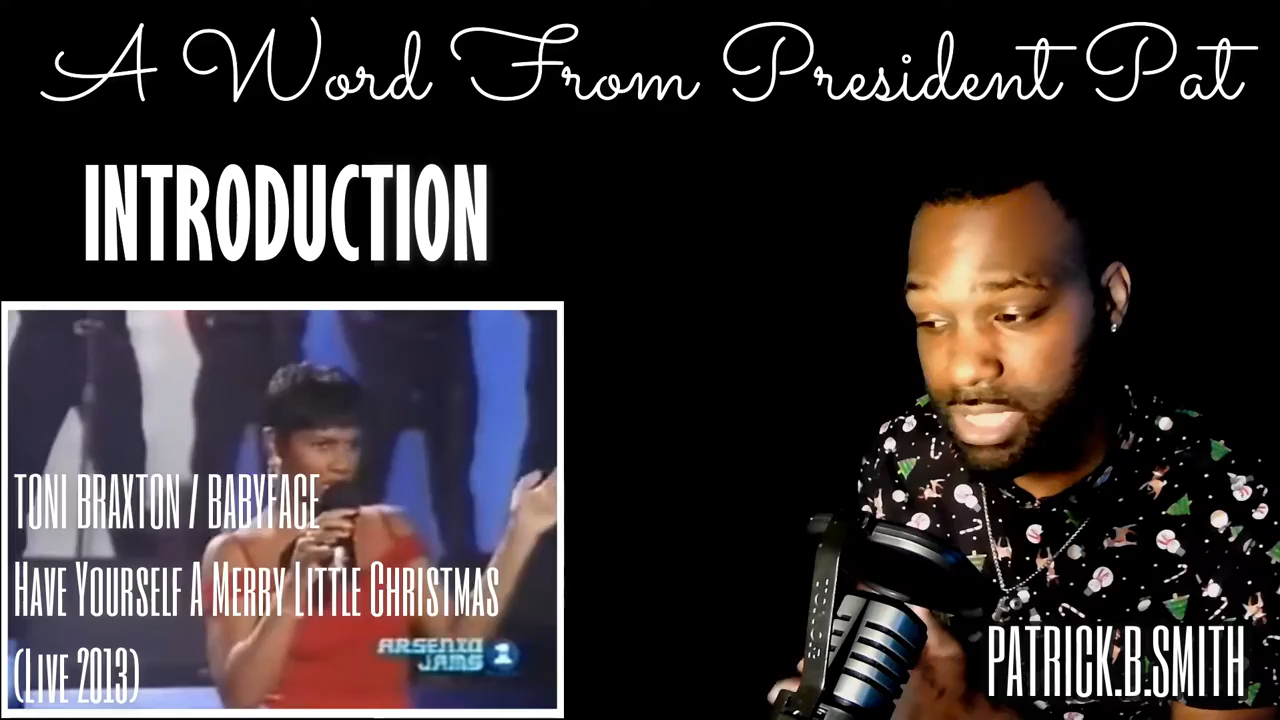 A Word From President Pat
INTRODUCTION
TONI BRAXTON / BABYFACE
HAVE YOURSELF A MERRY LITTLE CHRISTMAS
(LIVE 2013)
ARSENIO
JAMS 1
PATRICK.B.SMITH